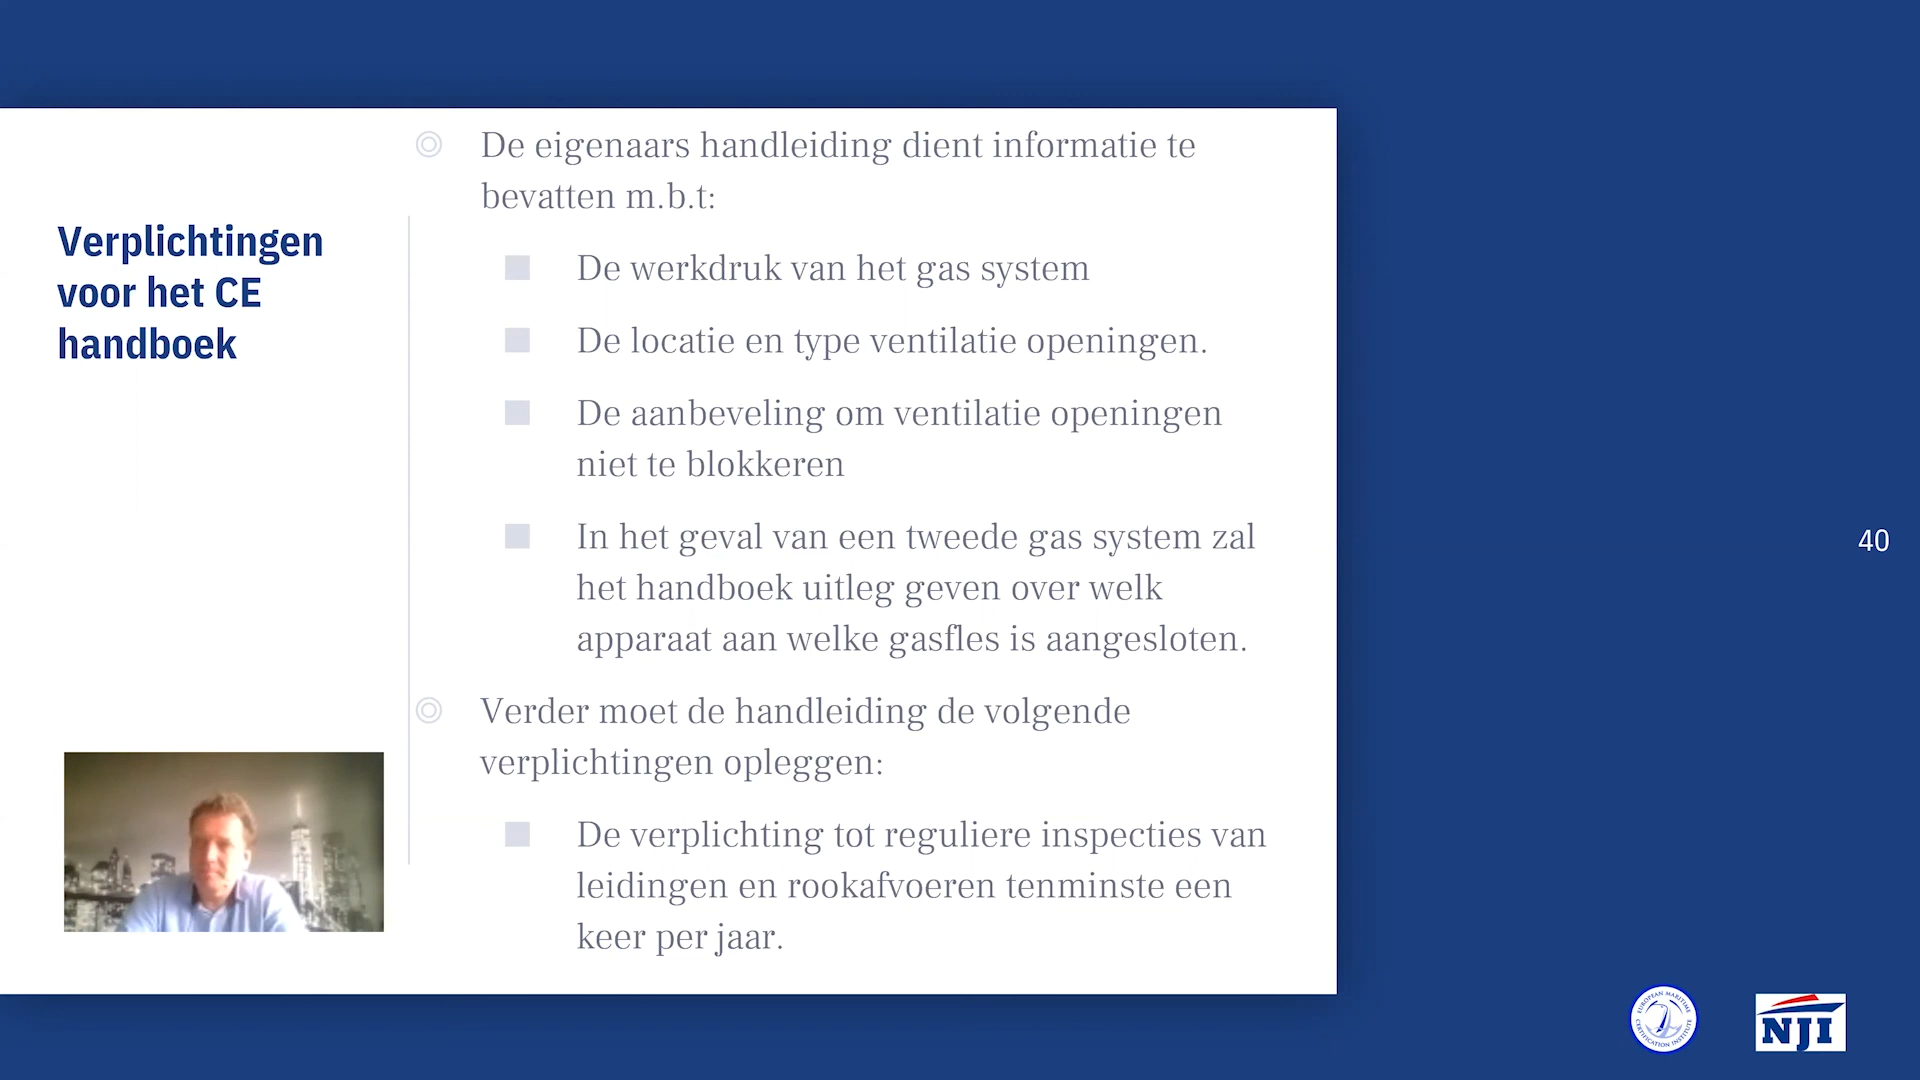 Verplichtingen
voor het CE
handboek
De eigenaars handleiding dient informatie te
bevatten m.b.t:
De werkdruk van het gas system
De locatie en type ventilatie openingen.
De aanbeveling om ventilatie openingen
niet te blokkeren
In het geval van een tweede gas system zal
het handboek uitleg geven over welk
apparaat aan welke gasfles is aangesloten.
Verder moet de handleiding de volgende
verplichtingen opleggen:
De verplichting tot reguliere inspecties van
leidingen en rookafvoeren tenminste een
keer per jaar.
40
EUROPEAN MARITIME
CERTIFICATION INSTITUTE
NJI